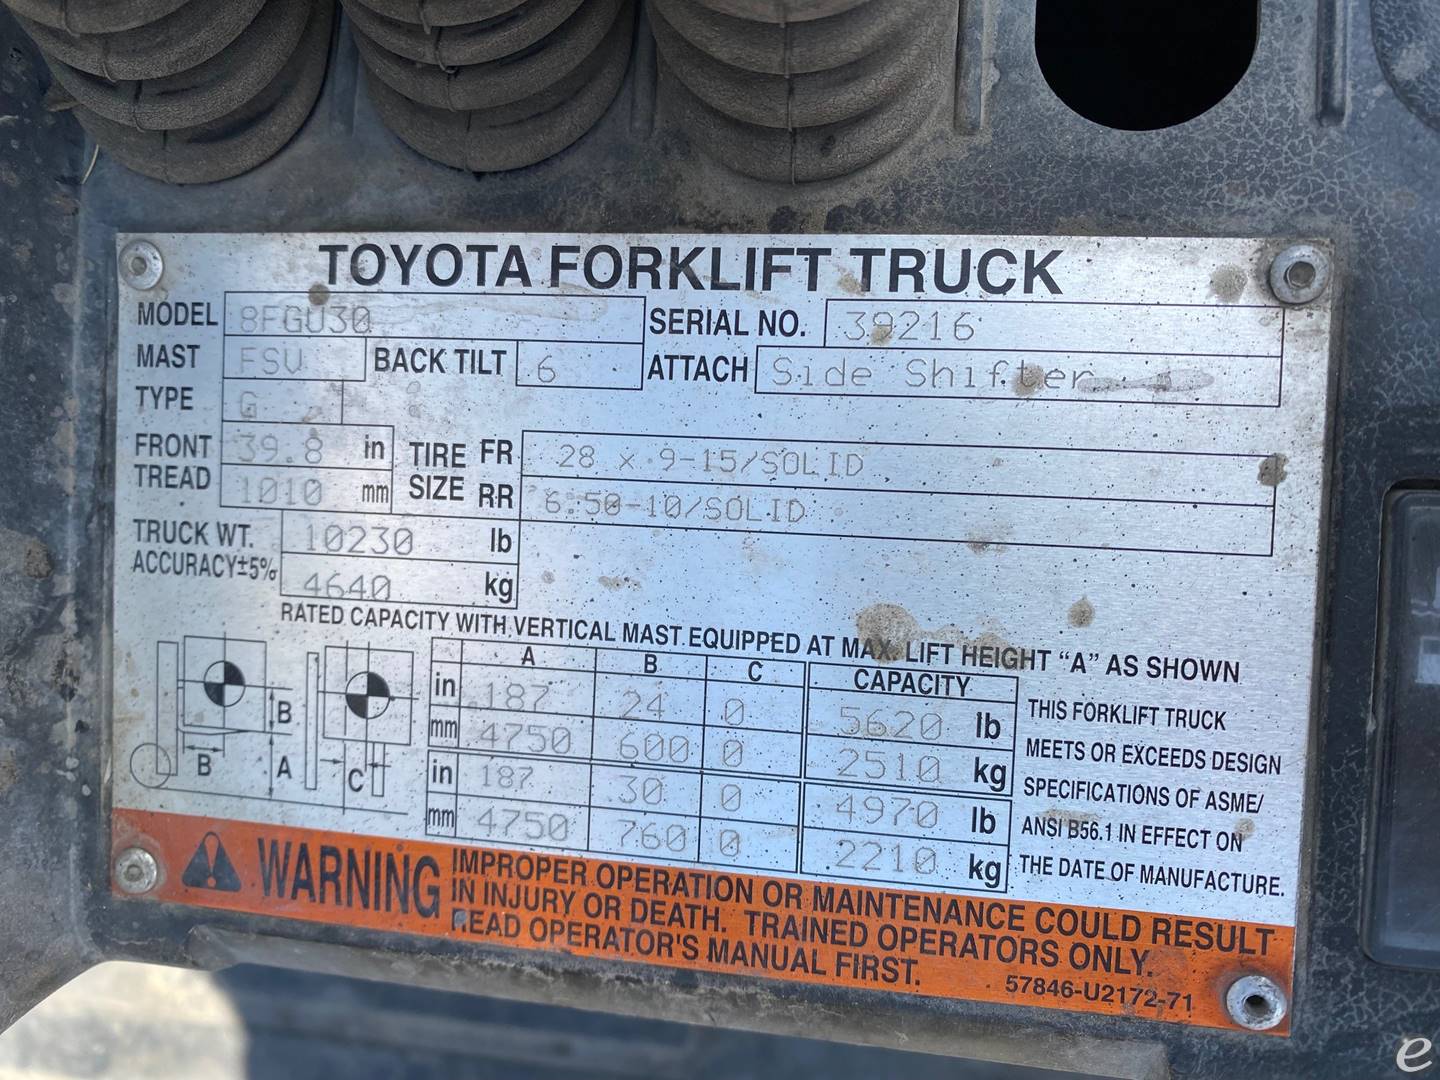 TOYOTA FORKLIFT TRUCK
MODEL 8FGU30 SERIAL NO. 39216
MAST FSV BACK TILT 6 ATTACH Side Shifter
TYPE G
FRONT TREAD 39.8 in TIRE SIZE FR 28 x 9-15/SOLID
1010 mm RR 6.50-10/SOLID
TRUCK WT. 10230 lb
ACCURACY±5% 4640 kg
RATED CAPACITY WITH VERTICAL MAST EQUIPPED AT MAX. LIFT HEIGHT “A” AS SHOWN
A B C CAPACITY
in 187 24 0 5620 lb
mm 4750 600 0 2510 kg
in 187 30 0 4970 lb
mm 4750 760 0 2210 kg
B B A C
THIS FORKLIFT TRUCK
MEETS OR EXCEEDS DESIGN
SPECIFICATIONS OF ASME/
ANSI B56.1 IN EFFECT ON
THE DATE OF MANUFACTURE.
WARNING
IMPROPER OPERATION OR MAINTENANCE COULD RESULT
IN INJURY OR DEATH. TRAINED OPERATORS ONLY.
READ OPERATOR'S MANUAL FIRST.
57846-U2172-71
e